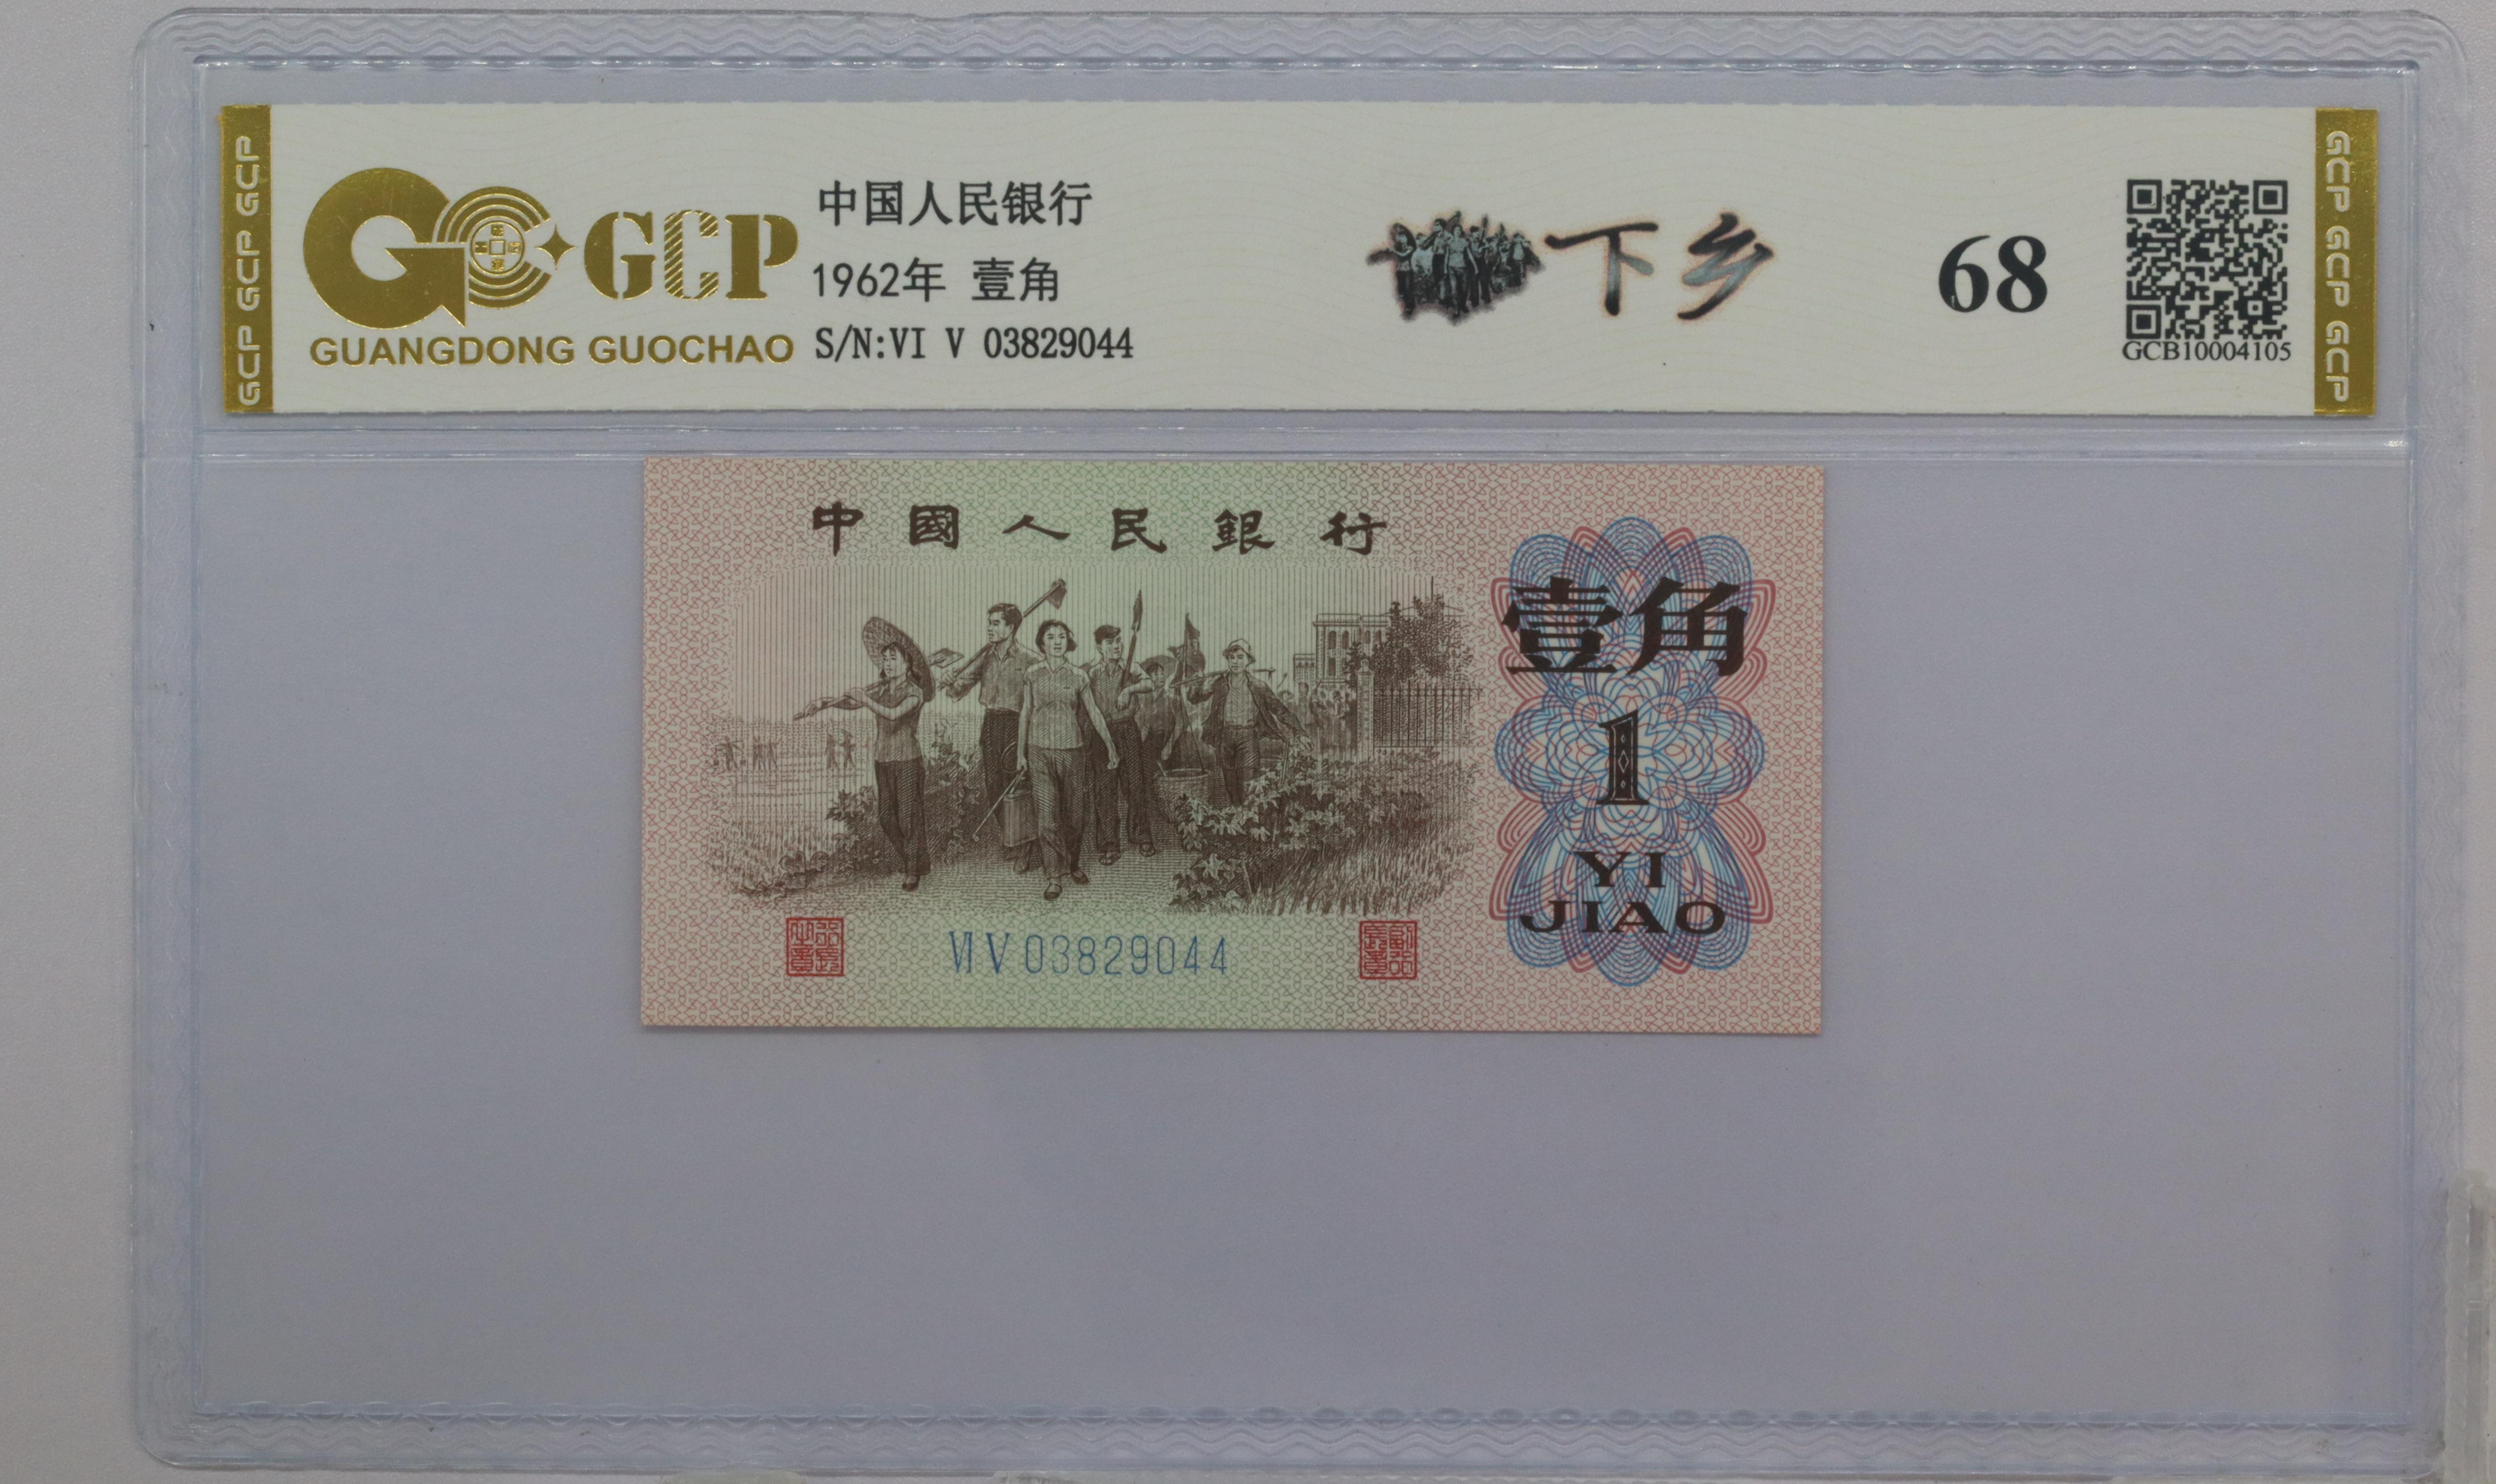 GCP GCP GCP
GCP
GUANGDONG GUOCHAO
中国人民银行
1962年 壹角
S/N:VI V 03829044
下乡
68
GCB10004105
GCP GCP GCP
中國人民銀行
壹角
1
YI
JIAO
VI V 03829044